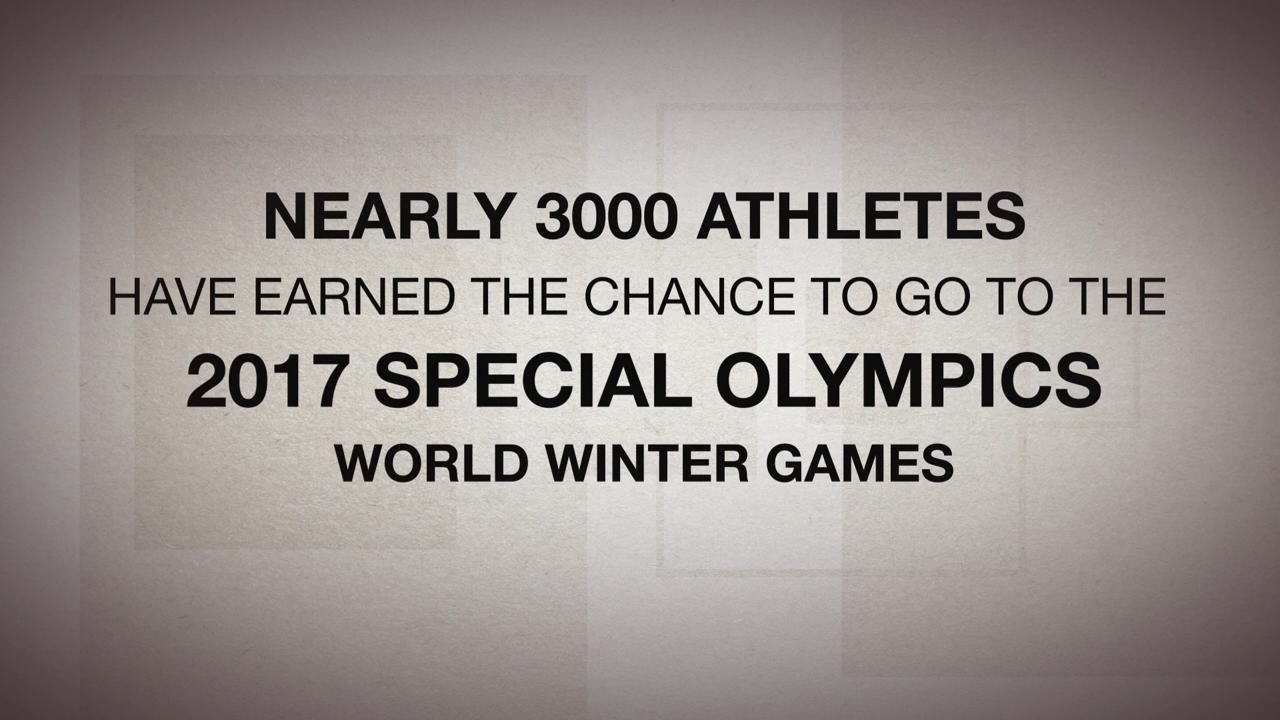 NEARLY 3000 ATHLETES
HAVE EARNED THE CHANCE TO GO TO THE
2017 SPECIAL OLYMPICS
WORLD WINTER GAMES